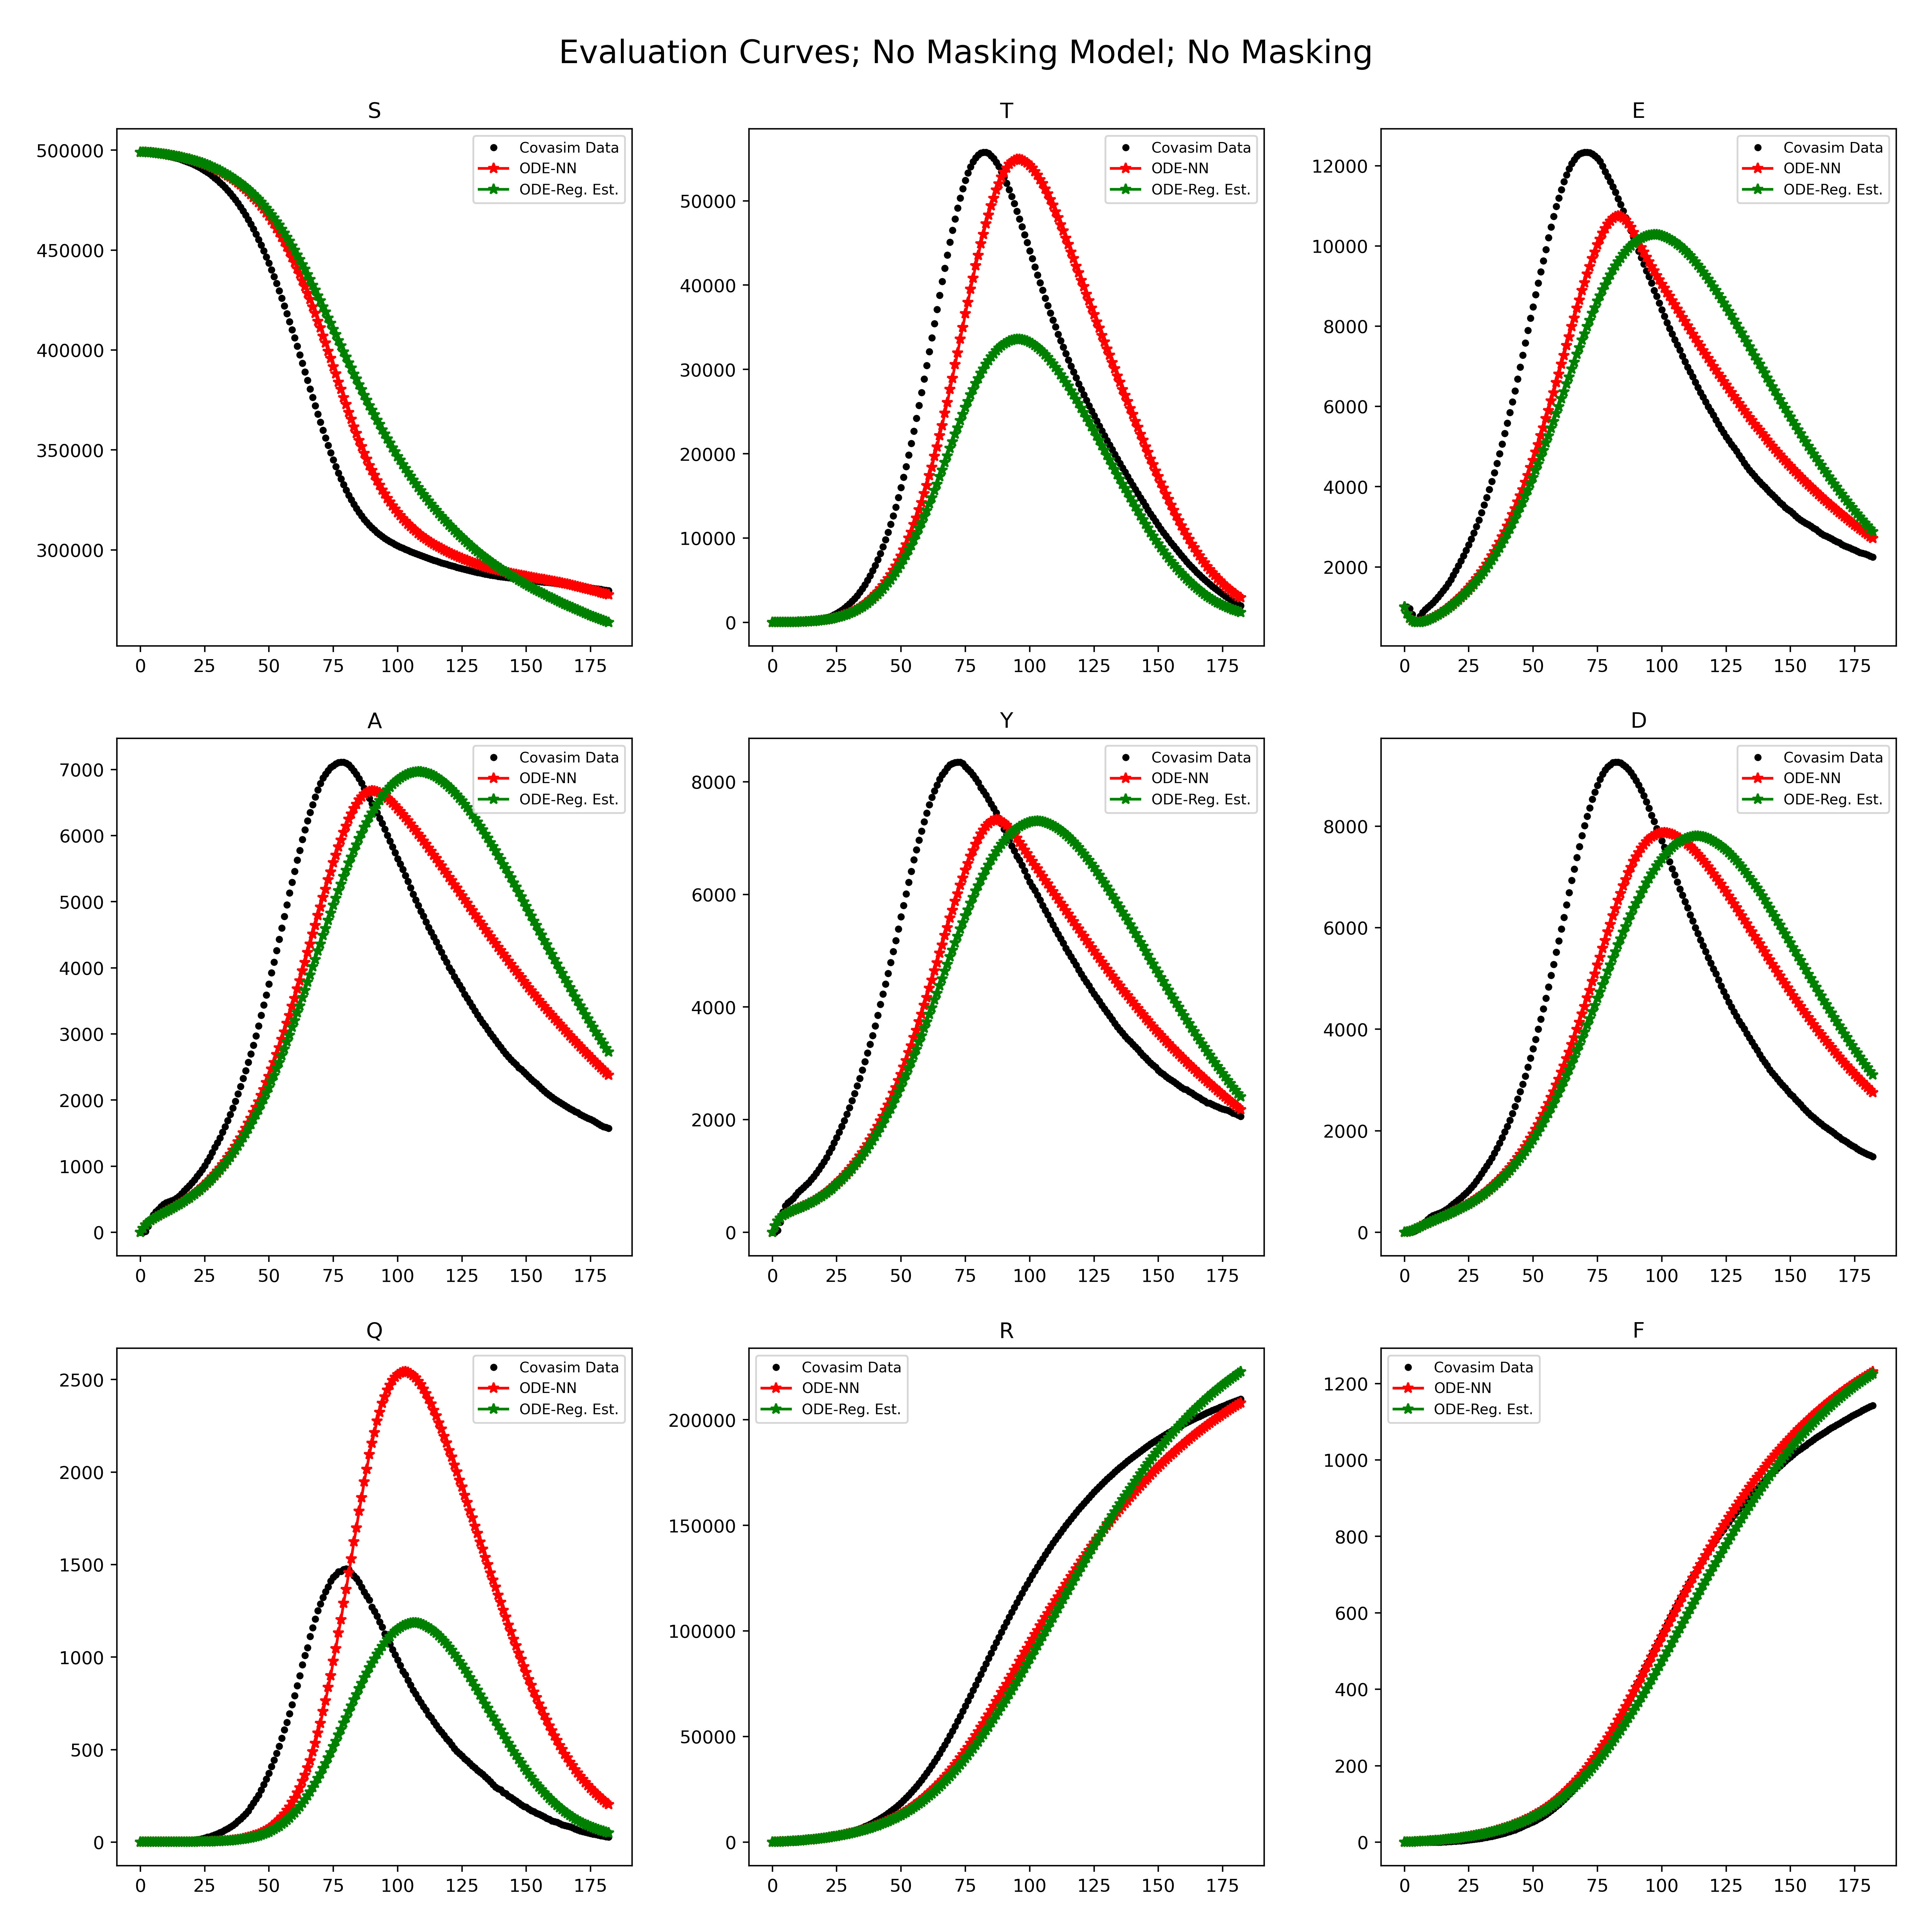 Evaluation Curves; No Masking Model; No Masking
S
Covasim Data
ODE-NN
ODE-Reg. Est.
500000
450000
400000
350000
300000
0 25 50 75 100 125 150 175
T
Covasim Data
ODE-NN
ODE-Reg. Est.
50000
40000
30000
20000
10000
0
0 25 50 75 100 125 150 175
E
Covasim Data
ODE-NN
ODE-Reg. Est.
12000
10000
8000
6000
4000
2000
0 25 50 75 100 125 150 175
A
Covasim Data
ODE-NN
ODE-Reg. Est.
7000
6000
5000
4000
3000
2000
1000
0
0 25 50 75 100 125 150 175
Y
Covasim Data
ODE-NN
ODE-Reg. Est.
8000
6000
4000
2000
0
0 25 50 75 100 125 150 175
D
Covasim Data
ODE-NN
ODE-Reg. Est.
8000
6000
4000
2000
0
0 25 50 75 100 125 150 175
Q
Covasim Data
ODE-NN
ODE-Reg. Est.
2500
2000
1500
1000
500
0
0 25 50 75 100 125 150 175
R
Covasim Data
ODE-NN
ODE-Reg. Est.
200000
150000
100000
50000
0
0 25 50 75 100 125 150 175
F
Covasim Data
ODE-NN
ODE-Reg. Est.
1200
1000
800
600
400
200
0
0 25 50 75 100 125 150 175